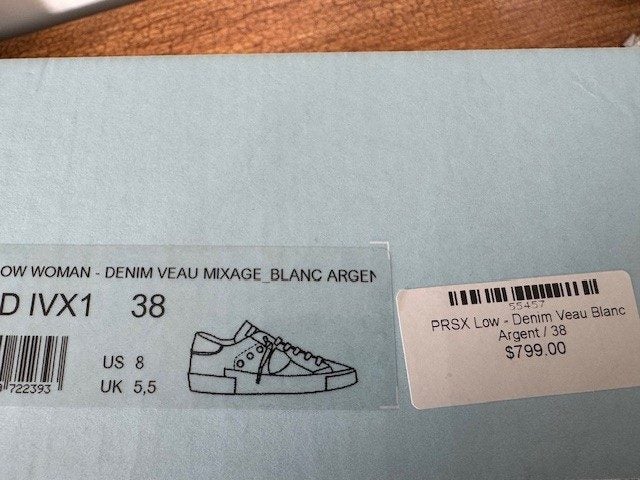 OW WOMAN - DENIM VEAU MIXAGE_BLANC ARGEN
D IVX1 38
US 8
UK 5,5
722393
55457
PRSX Low - Denim Veau Blanc
Argent / 38
$799.00